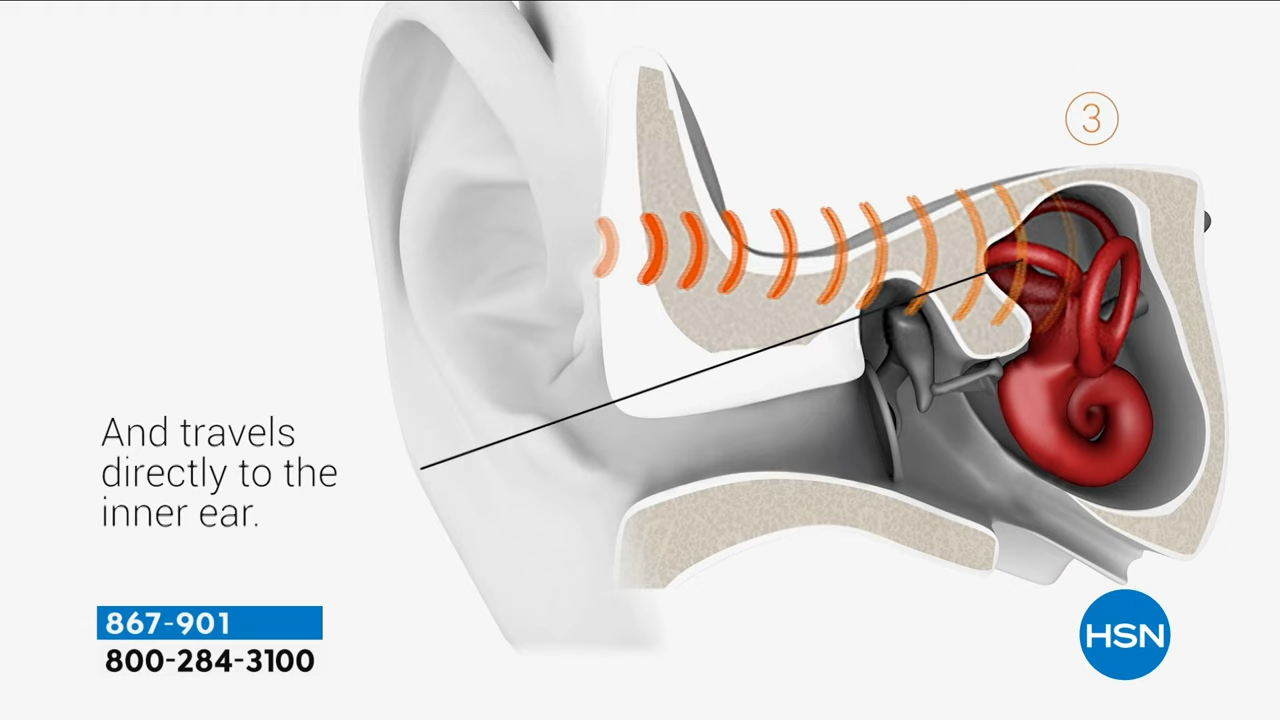 3
And travels
directly to the
inner ear.
867-901
800-284-3100
HSN